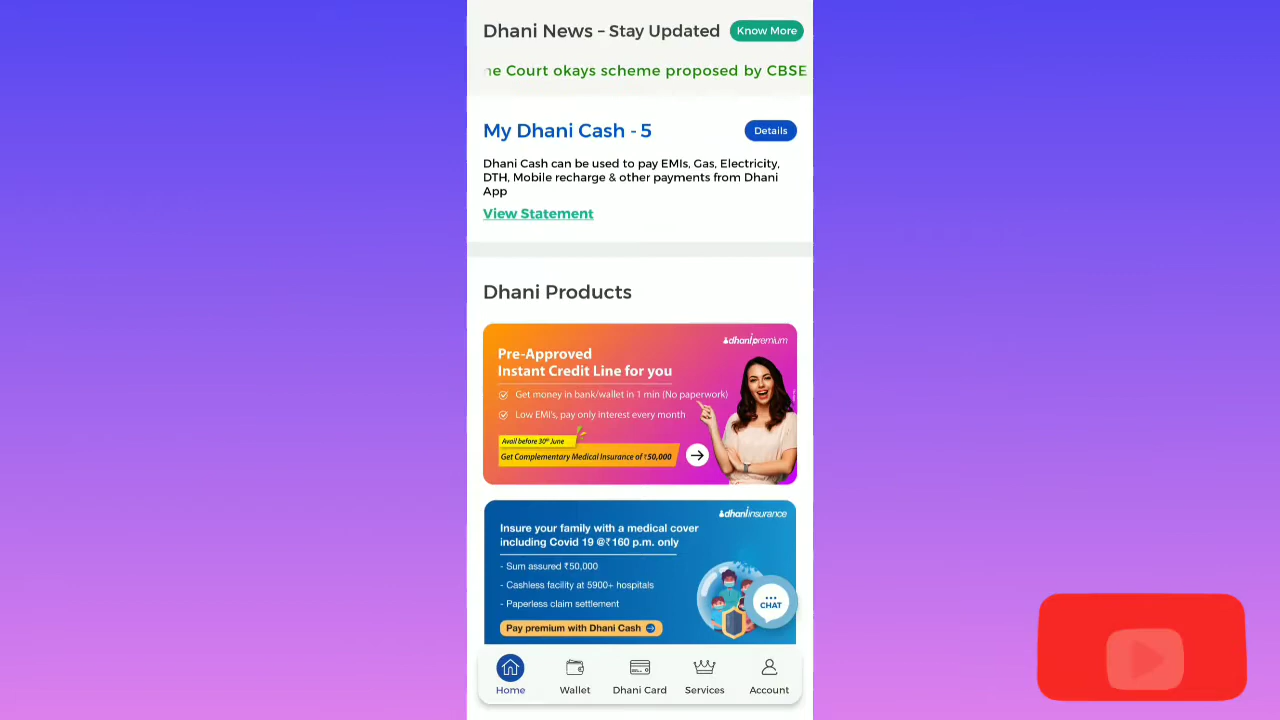 Dhani News – Stay Updated
Know More
ne Court okays scheme proposed by CBSE
My Dhani Cash - 5
Details
Dhani Cash can be used to pay EMIs, Gas, Electricity,
DTH, Mobile recharge & other payments from Dhani
App
View Statement
Dhani Products
dhani premium
Pre-Approved
Instant Credit Line for you
Get money in bank/wallet in 1 min (No paperwork)
Low EMI's, pay only interest every month
Avail before 30th June
Get Complementary Medical Insurance of ₹50,000
dhani insurance
Insure your family with a medical cover
including Covid 19 @₹160 p.m. only
- Sum assured ₹50,000
- Cashless facility at 5900+ hospitals
- Paperless claim settlement
Pay premium with Dhani Cash
CHAT
Home
Wallet
Dhani Card
Services
Account